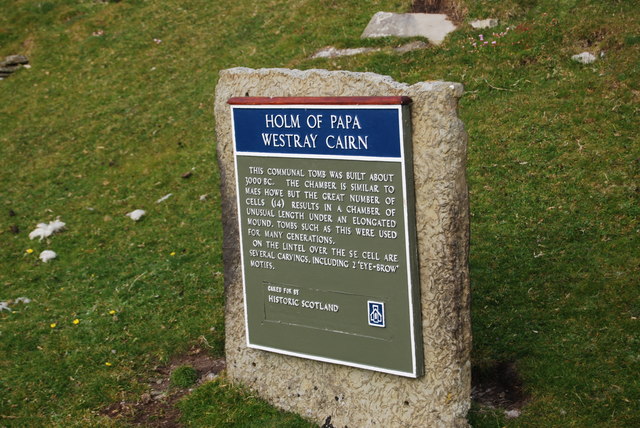 HOLM OF PAPA
WESTRAY CAIRN
THIS COMMUNAL TOMB WAS BUILT ABOUT
3000 BC. THE CHAMBER IS SIMILAR TO
MAES HOWE BUT THE GREAT NUMBER OF
CELLS (14) RESULTS IN A CHAMBER OF
UNUSUAL LENGTH UNDER AN ELONGATED
MOUND. TOMBS SUCH AS THIS WERE USED
FOR MANY GENERATIONS.
ON THE LINTEL OVER THE SE CELL ARE
SEVERAL CARVINGS, INCLUDING 2 "EYE-BROW"
MOTIFS.
CARED FOR BY
HISTORIC SCOTLAND